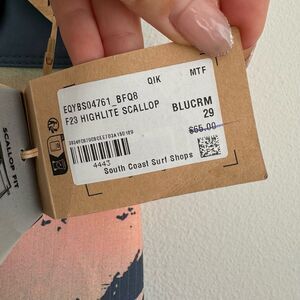 QIK MTF
EQYBS04761_BFQ8
F23 HIGHLITE SCALLOP BLUCRM
29
$65.00
4443
South Coast Surf Shops
SCALLOP FIT